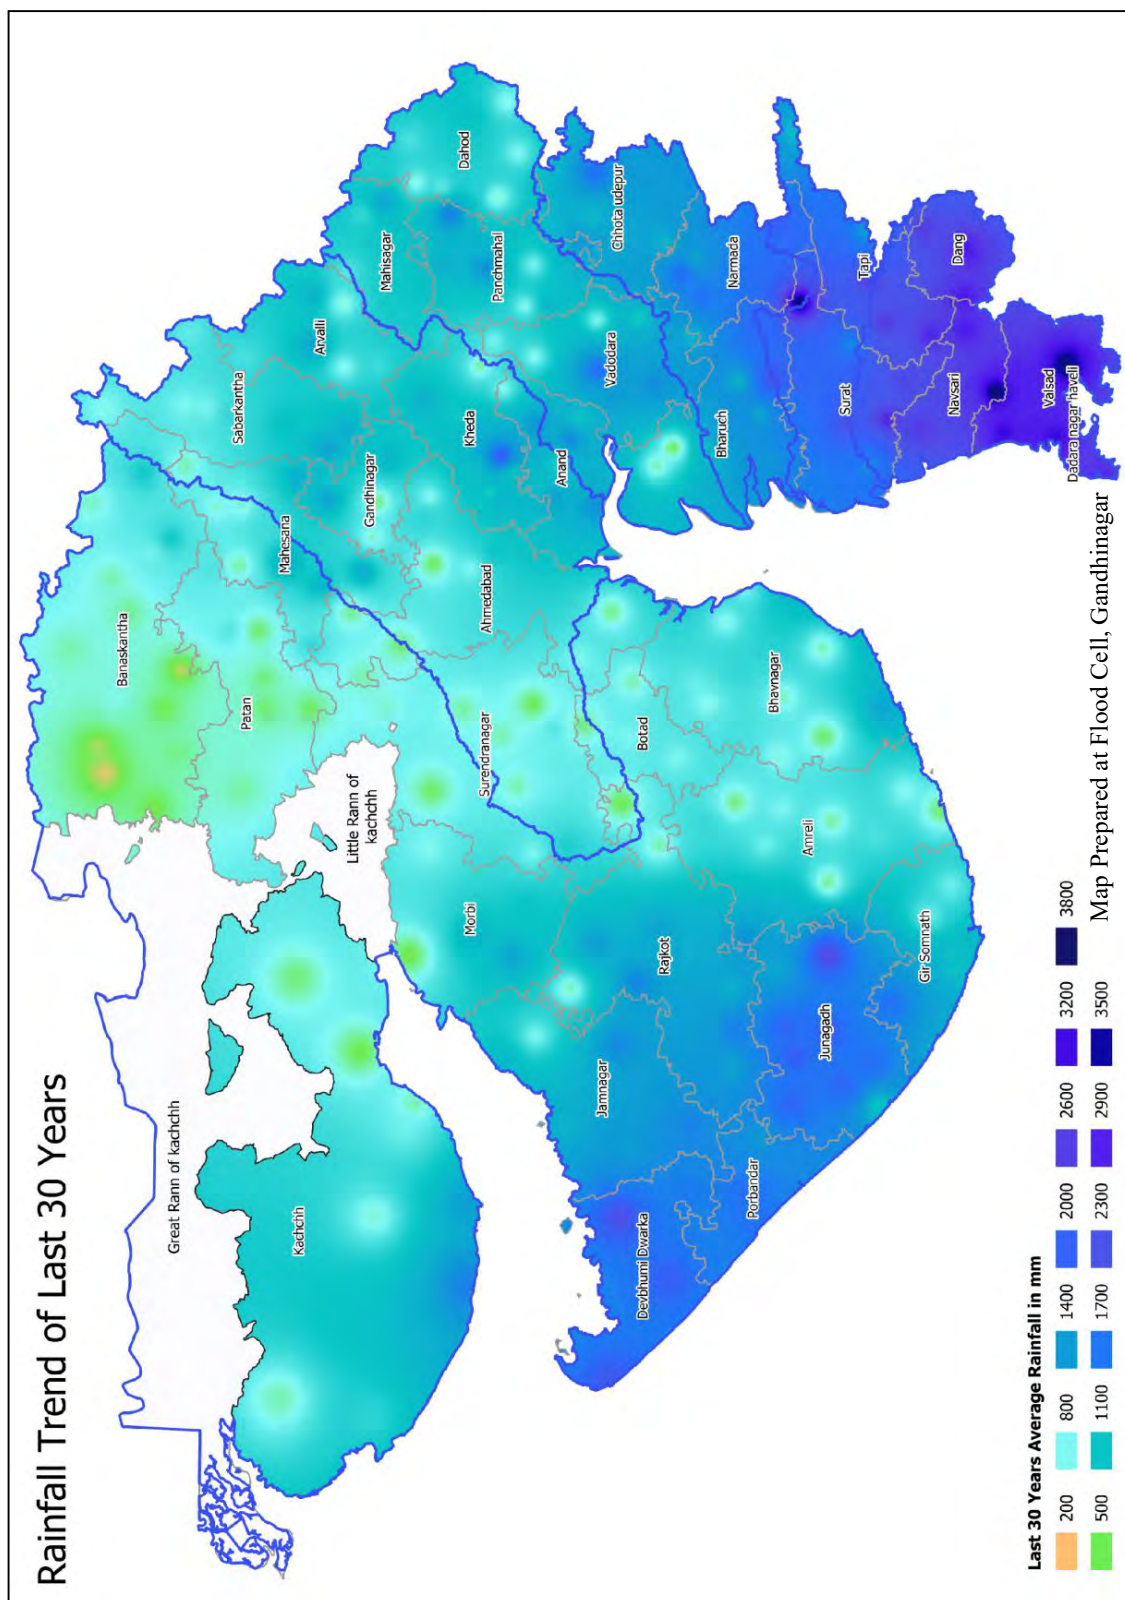 Rainfall Trend of Last 30 Years
Great Rann of kachchh
Kachchh
Little Rann of
kachchh
Banaskantha
Patan
Mahesana
Sabarkantha
Arvalli
Gandhinagar
Mahisagar
Dahod
Panchmahal
Kheda
Ahmedabad
Surendranagar
Morbi
Anand
Vadodara
Chhota udepur
Botad
Rajkot
Jamnagar
Devbhumi Dwarka
Porbandar
Junagadh
Gir Somnath
Amreli
Bhavnagar
Bharuch
Narmada
Surat
Tapi
Navsari
Dang
Valsad
Dadara nagar haveli
Last 30 Years Average Rainfall in mm
200 800 1400 2000 2600 3200 3800
500 1100 1700 2300 2900 3500
Map Prepared at Flood Cell, Gandhinagar